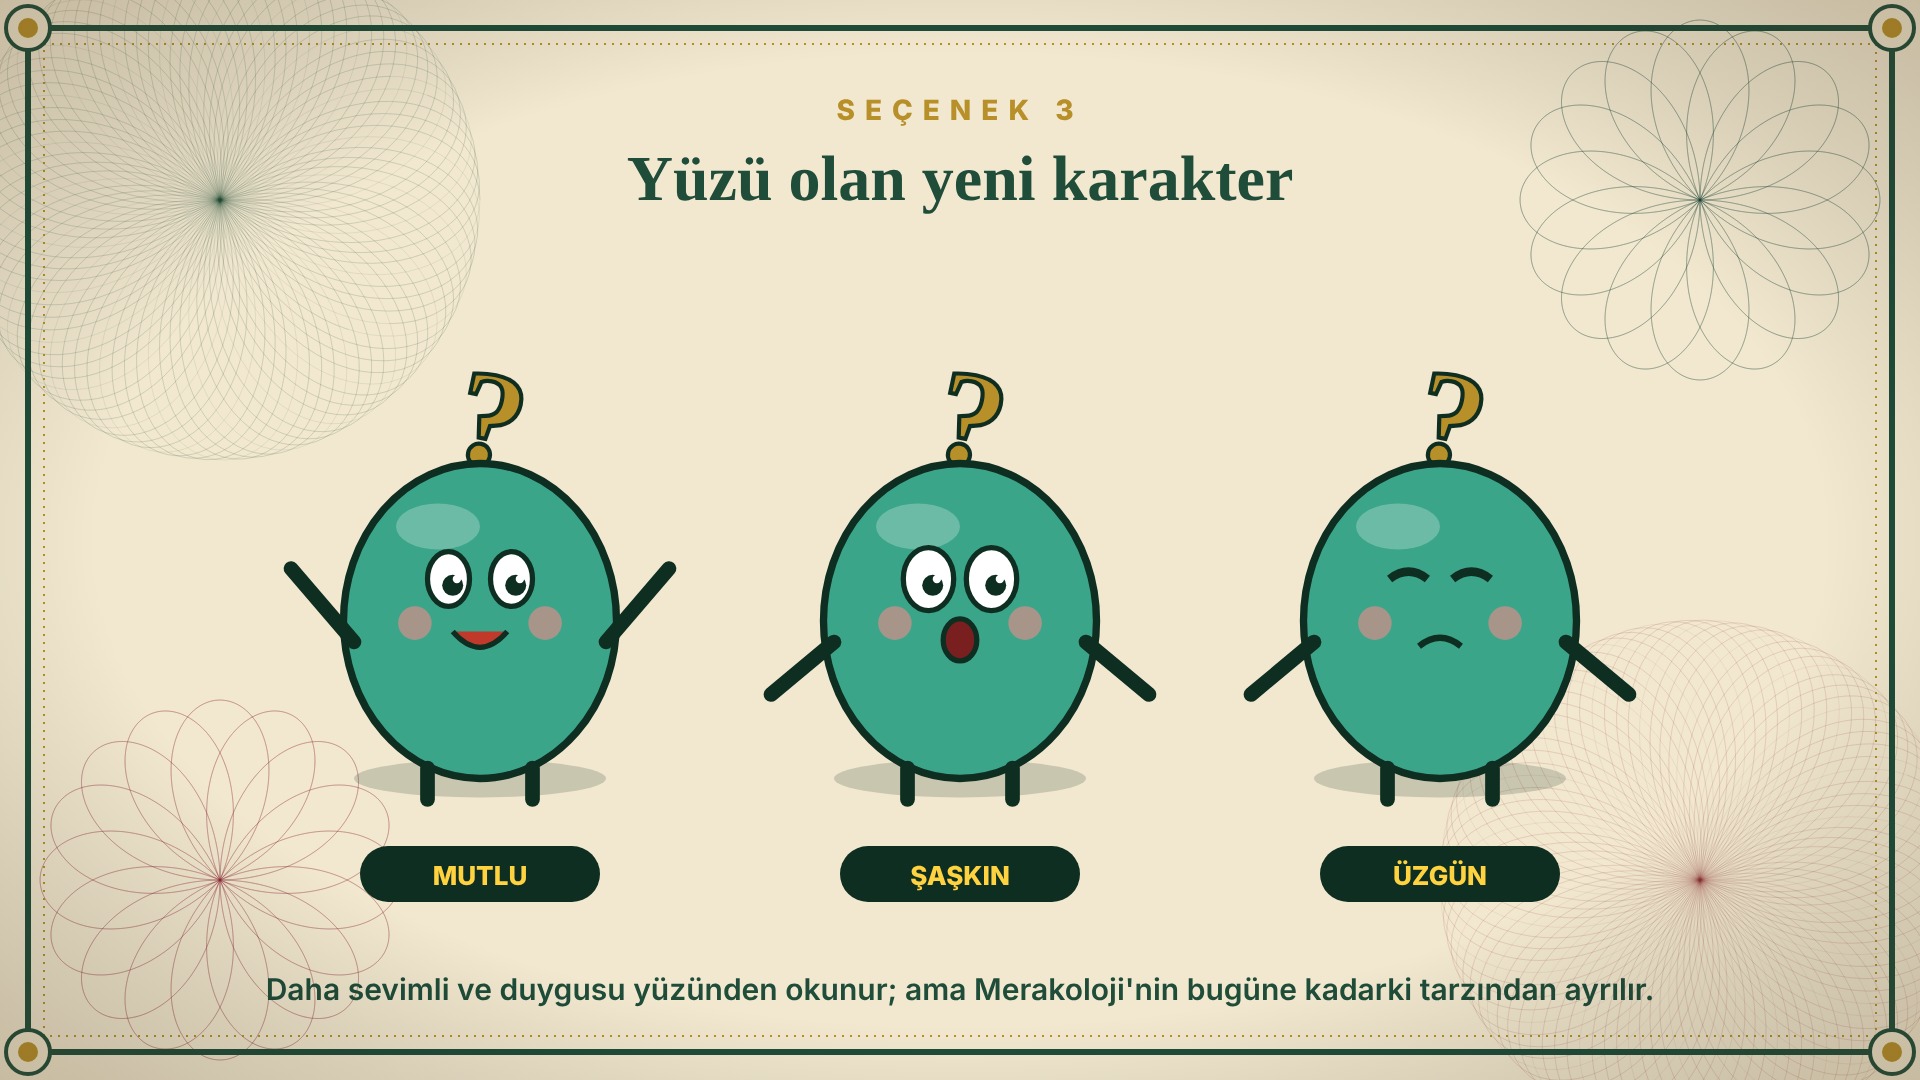 SEÇENEK 3
Yüzü olan yeni karakter
? ? ?
MUTLU ŞAŞKIN ÜZGÜN
Daha sevimli ve duygusu yüzünden okunur; ama Merakoloji'nin bugüne kadarki tarzından ayrılır.